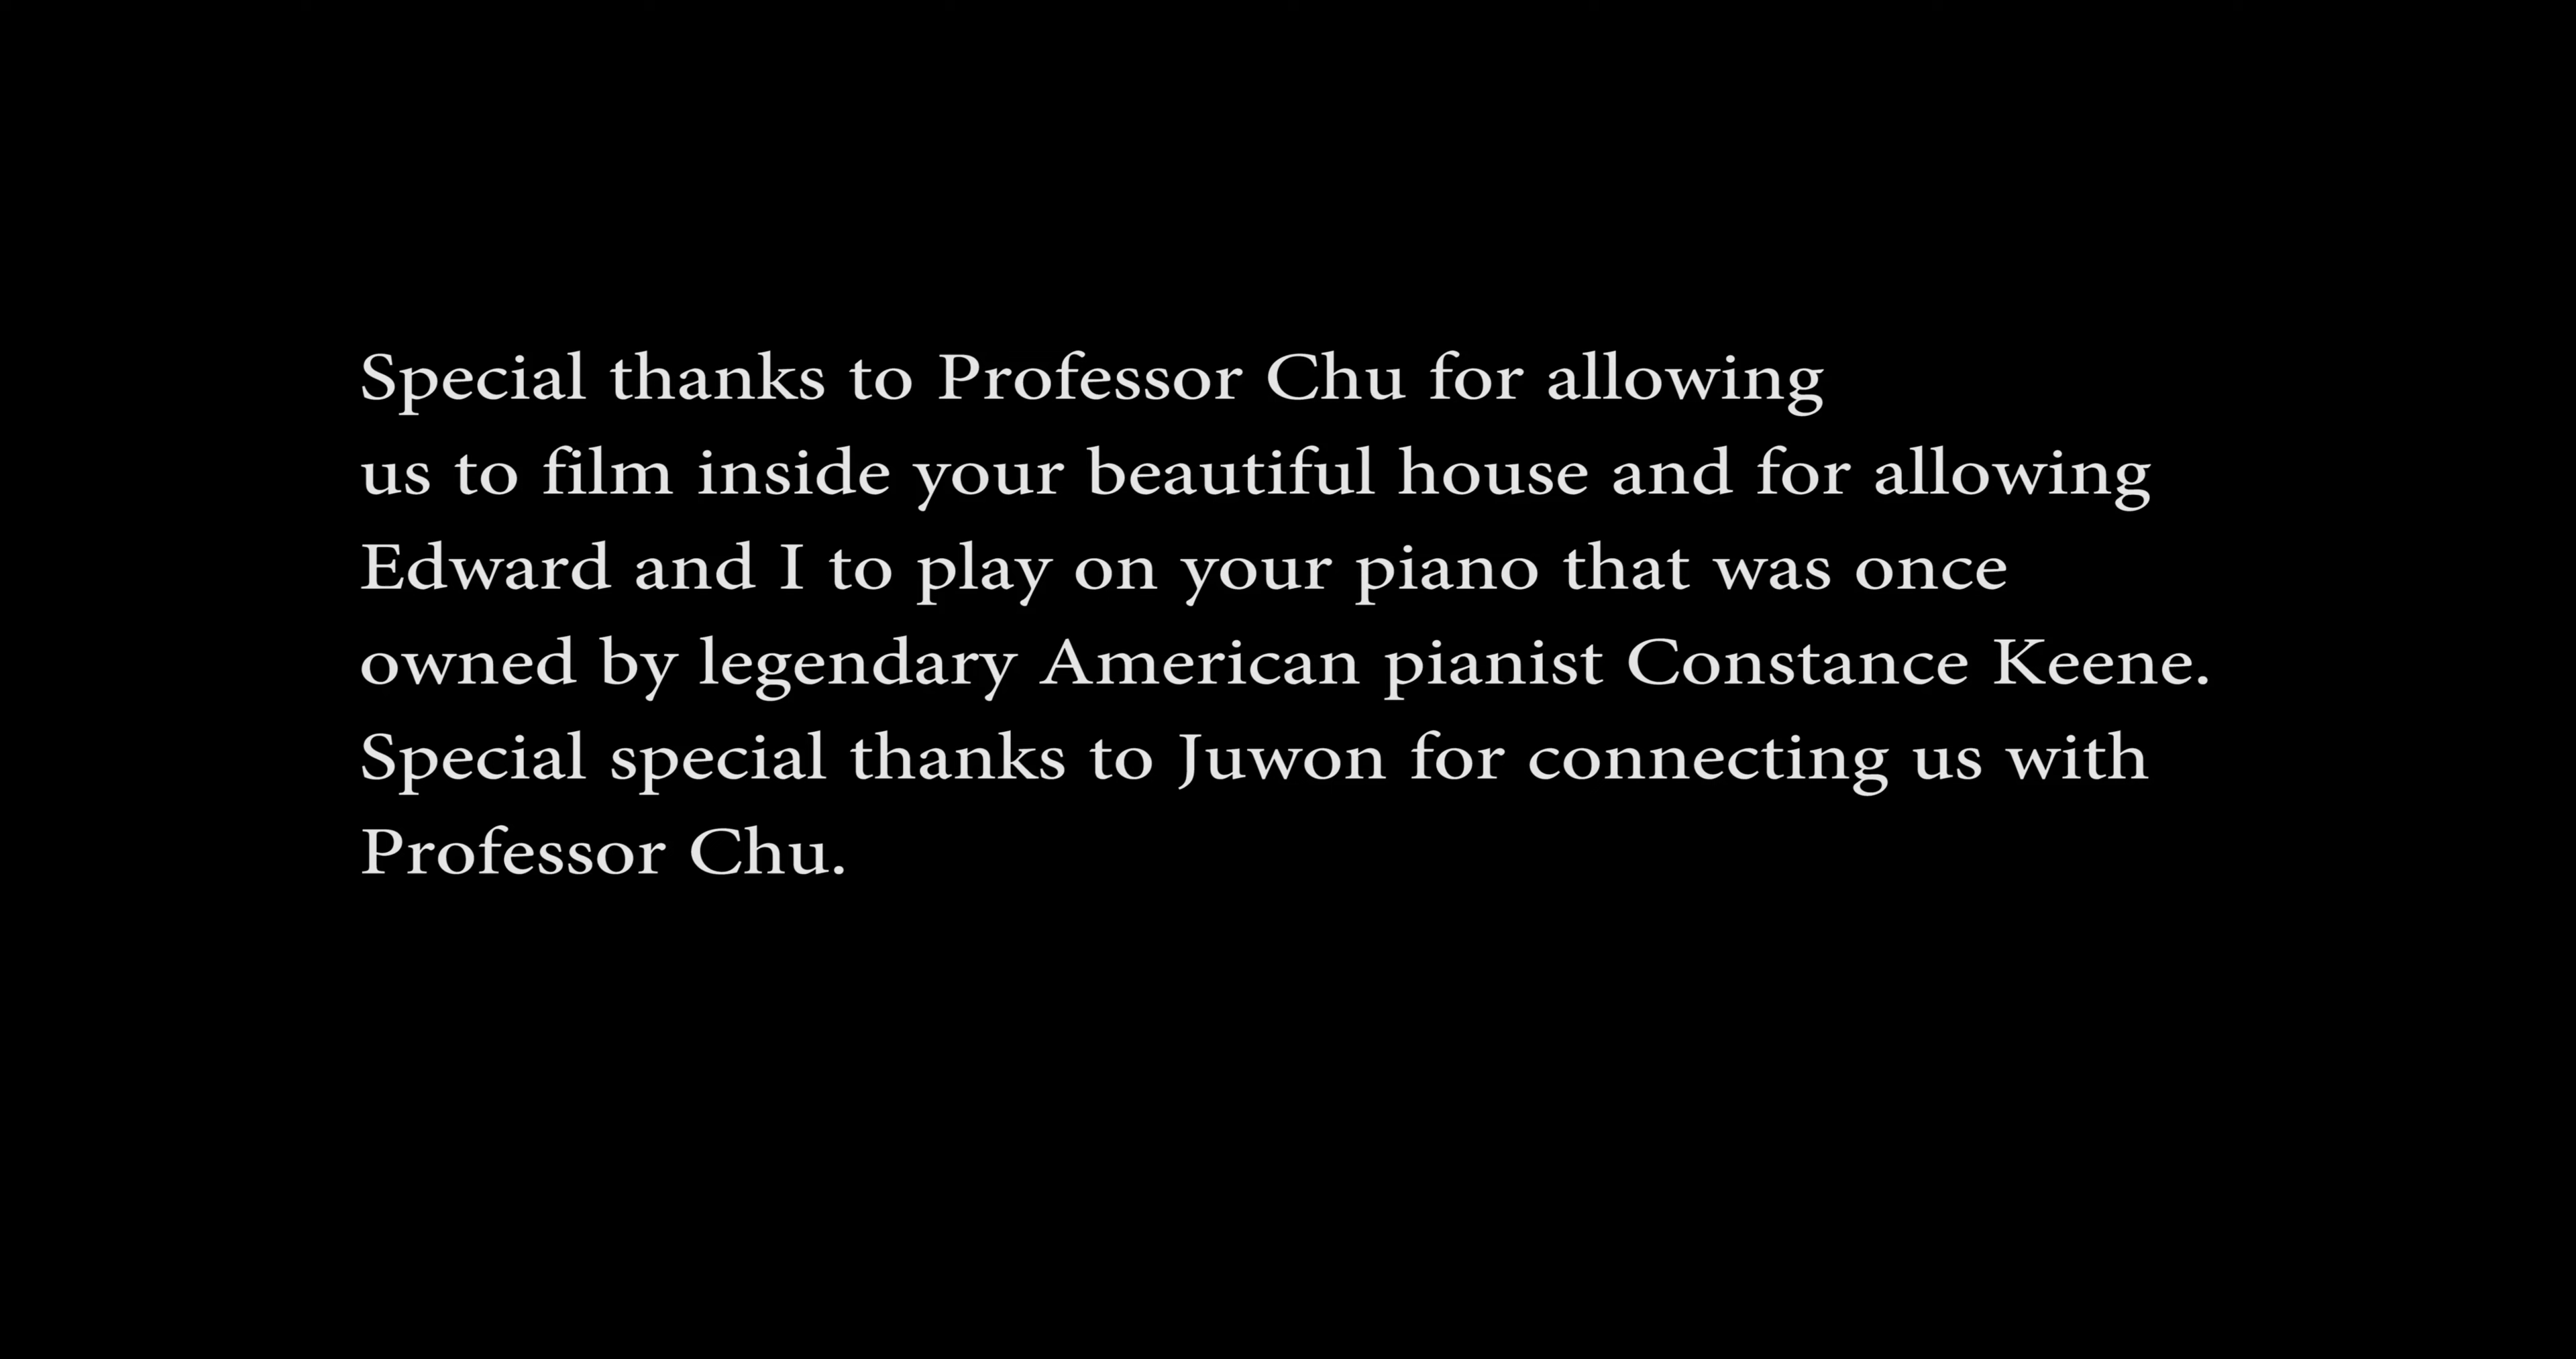 Special thanks to Professor Chu for allowing
us to film inside your beautiful house and for allowing
Edward and I to play on your piano that was once
owned by legendary American pianist Constance Keene.
Special special thanks to Juwon for connecting us with
Professor Chu.